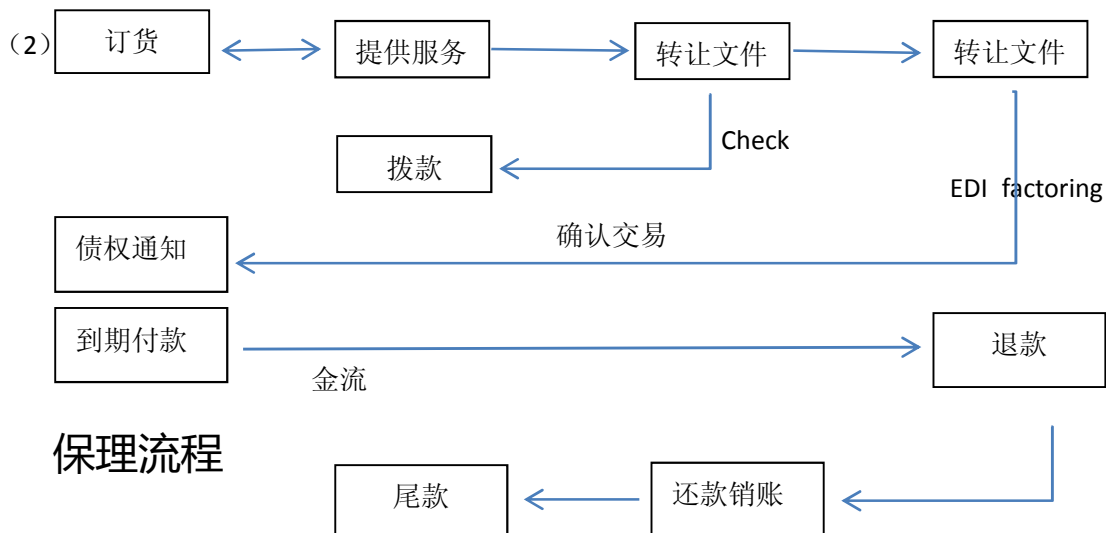 （2）
订货
提供服务
转让文件
转让文件
Check
拨款
EDI factoring
债权通知
确认交易
到期付款
退款
金流
保理流程
尾款
还款销账